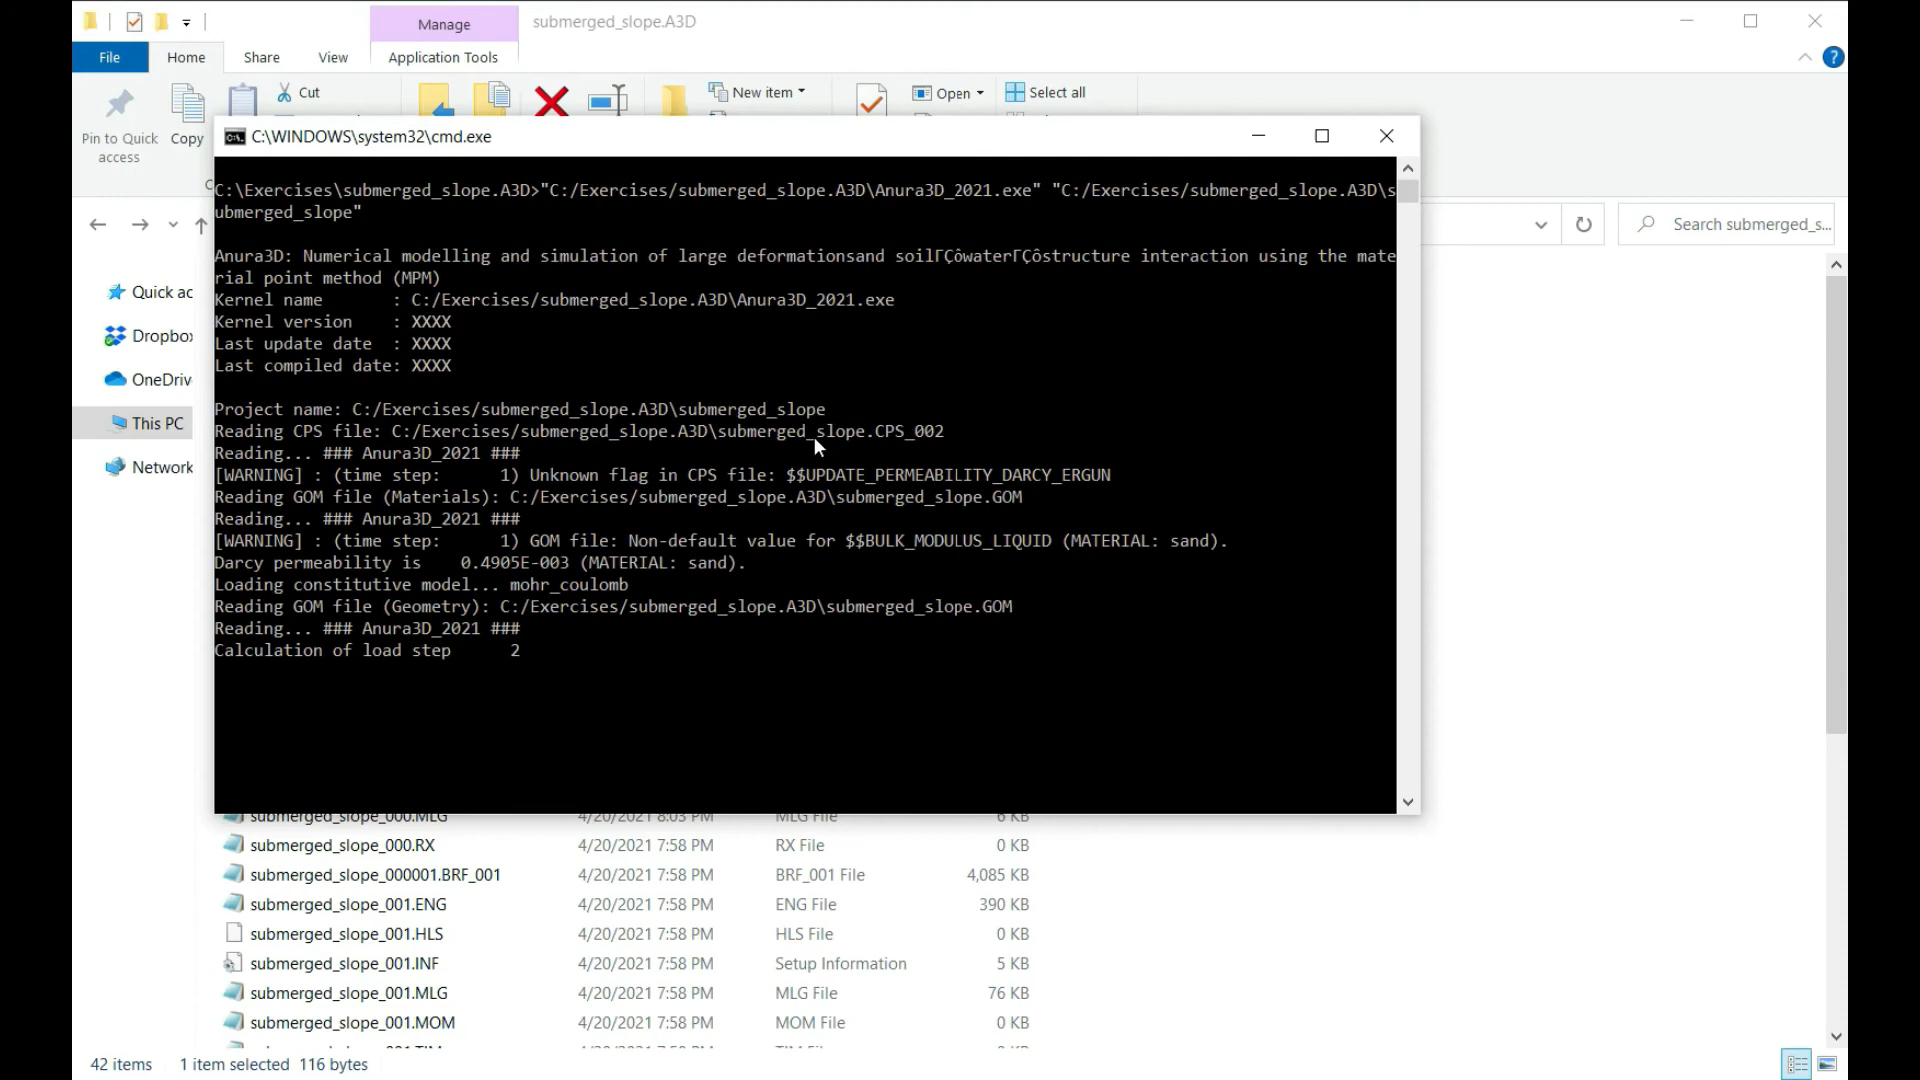 Manage
submerged_slope.A3D
File
Home
Share
View
Application Tools
?
Pin to Quick
access
Copy
Cut
New item
Open
Select all
C:\WINDOWS\system32\cmd.exe
C:\Exercises\submerged_slope.A3D>"C:/Exercises/submerged_slope.A3D\Anura3D_2021.exe" "C:/Exercises/submerged_slope.A3D\s
ubmerged_slope"
Anura3D: Numerical modelling and simulation of large deformationsand soilΓÇôwaterΓÇôstructure interaction using the mate
rial point method (MPM)
Kernel name       : C:/Exercises/submerged_slope.A3D\Anura3D_2021.exe
Kernel version    : XXXX
Last update date  : XXXX
Last compiled date: XXXX
Project name: C:/Exercises/submerged_slope.A3D\submerged_slope
Reading CPS file: C:/Exercises/submerged_slope.A3D\submerged_slope.CPS_002
Reading... ### Anura3D_2021 ###
[WARNING] : (time step:      1) Unknown flag in CPS file: $$UPDATE_PERMEABILITY_DARCY_ERGUN
Reading GOM file (Materials): C:/Exercises/submerged_slope.A3D\submerged_slope.GOM
Reading... ### Anura3D_2021 ###
[WARNING] : (time step:      1) GOM file: Non-default value for $$BULK_MODULUS_LIQUID (MATERIAL: sand).
Darcy permeability is    0.4905E-003 (MATERIAL: sand).
Loading constitutive model... mohr_coulomb
Reading GOM file (Geometry): C:/Exercises/submerged_slope.A3D\submerged_slope.GOM
Reading... ### Anura3D_2021 ###
Calculation of load step      2
Search submerged_s...
Quick ac
Dropbo
OneDriv
This PC
Network
submerged_slope_000.MLG 4/20/2021 8:03 PM MLG File 6 KB
submerged_slope_000.RX 4/20/2021 7:58 PM RX File 0 KB
submerged_slope_000001.BRF_001 4/20/2021 7:58 PM BRF_001 File 4,085 KB
submerged_slope_001.ENG 4/20/2021 7:58 PM ENG File 390 KB
submerged_slope_001.HLS 4/20/2021 7:58 PM HLS File 0 KB
submerged_slope_001.INF 4/20/2021 7:58 PM Setup Information 5 KB
submerged_slope_001.MLG 4/20/2021 7:58 PM MLG File 76 KB
submerged_slope_001.MOM 4/20/2021 7:58 PM MOM File 0 KB
42 items 1 item selected 116 bytes